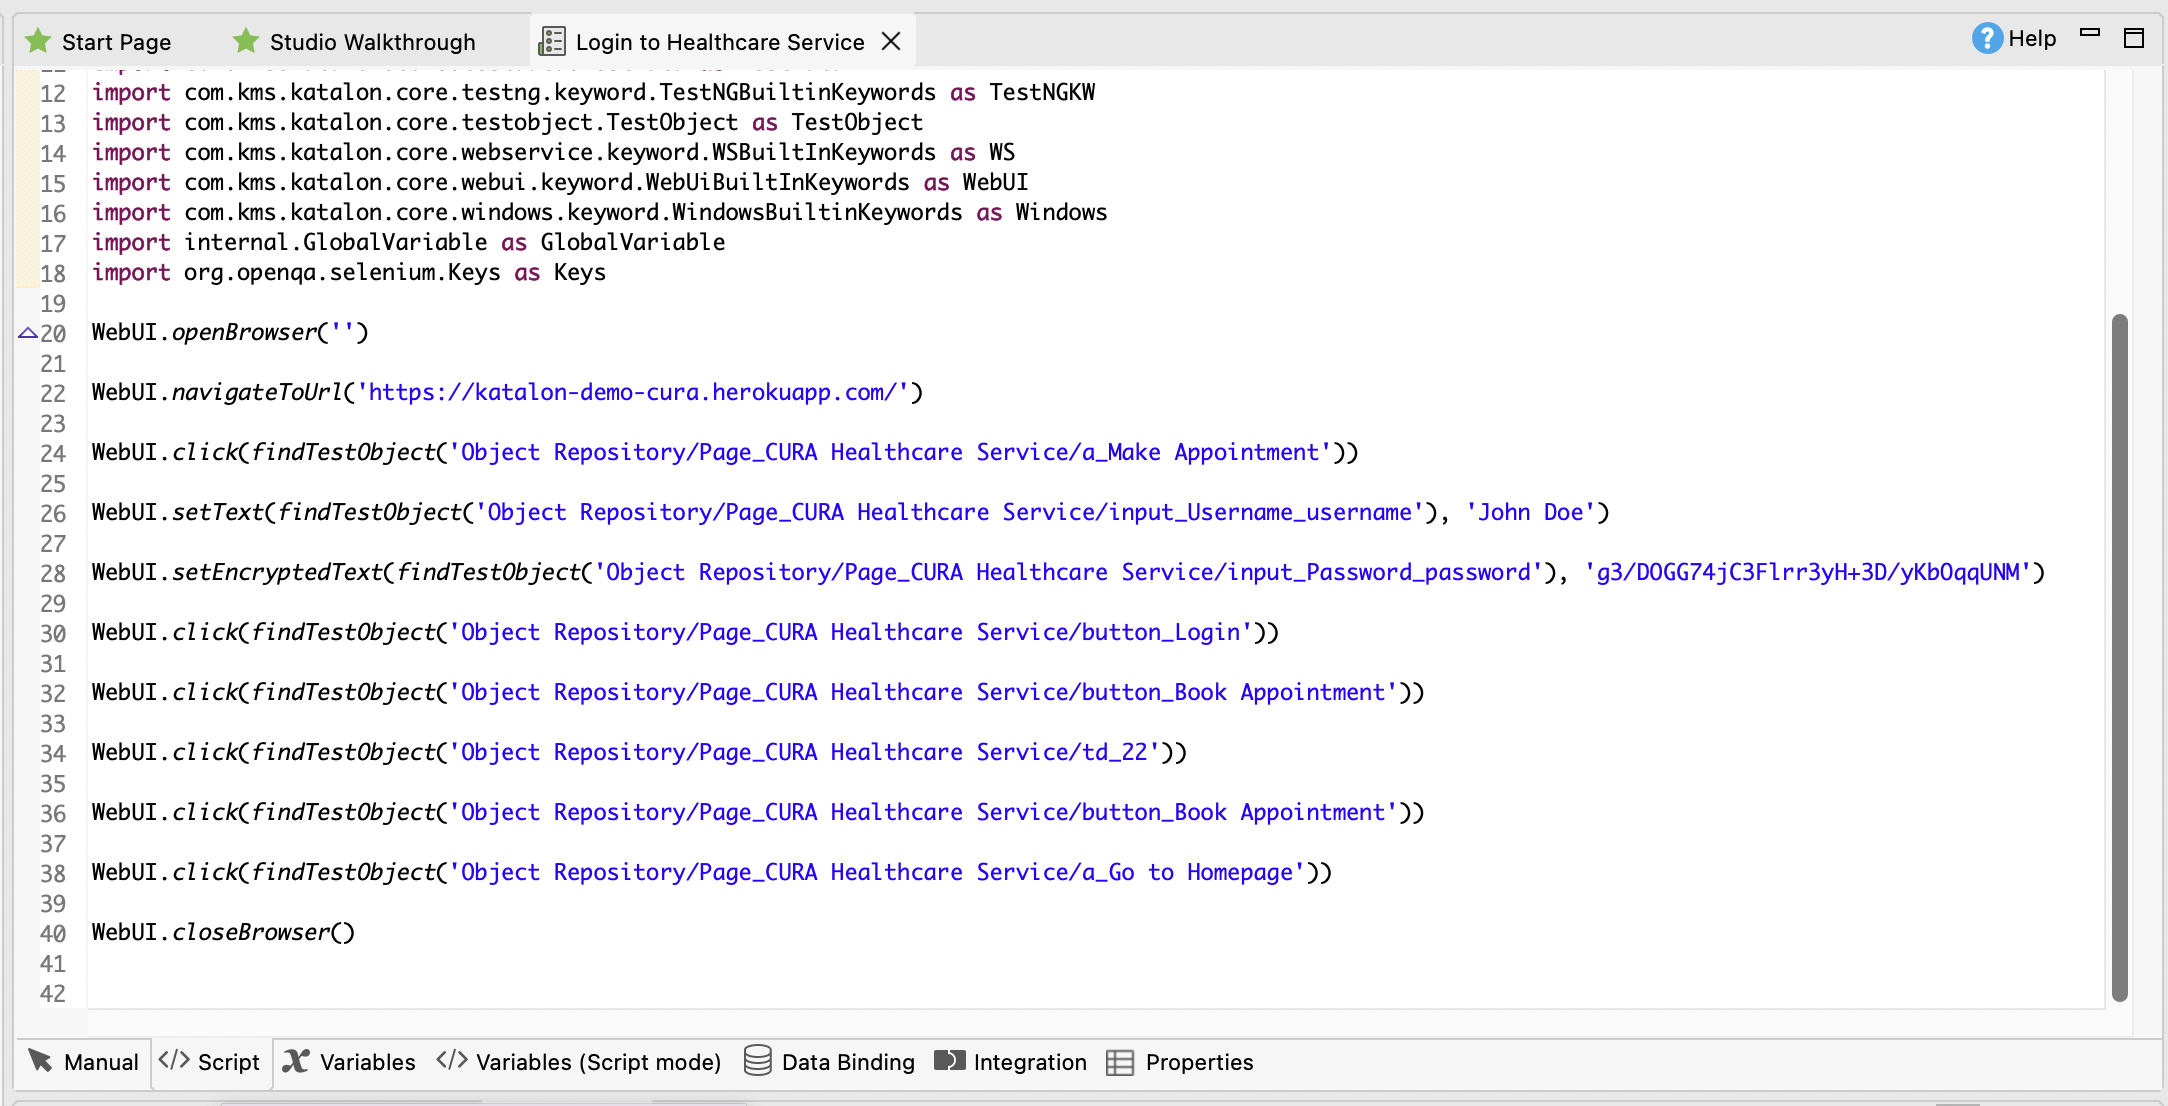 Start Page Studio Walkthrough Login to Healthcare Service Help
12 import com.kms.katalon.core.testng.keyword.TestNGBuiltinKeywords as TestNGKW
13 import com.kms.katalon.core.testobject.TestObject as TestObject
14 import com.kms.katalon.core.webservice.keyword.WSBuiltInKeywords as WS
15 import com.kms.katalon.core.webui.keyword.WebUiBuiltInKeywords as WebUI
16 import com.kms.katalon.core.windows.keyword.WindowsBuiltinKeywords as Windows
17 import internal.GlobalVariable as GlobalVariable
18 import org.openqa.selenium.Keys as Keys
19
20 WebUI.openBrowser('')
21
22 WebUI.navigateToUrl('https://katalon-demo-cura.herokuapp.com/')
23
24 WebUI.click(findTestObject('Object Repository/Page_CURA Healthcare Service/a_Make Appointment'))
25
26 WebUI.setText(findTestObject('Object Repository/Page_CURA Healthcare Service/input_Username_username'), 'John Doe')
27
28 WebUI.setEncryptedText(findTestObject('Object Repository/Page_CURA Healthcare Service/input_Password_password'), 'g3/DOGG74jC3Flrr3yH+3D/yKbOqqUNM')
29
30 WebUI.click(findTestObject('Object Repository/Page_CURA Healthcare Service/button_Login'))
31
32 WebUI.click(findTestObject('Object Repository/Page_CURA Healthcare Service/button_Book Appointment'))
33
34 WebUI.click(findTestObject('Object Repository/Page_CURA Healthcare Service/td_22'))
35
36 WebUI.click(findTestObject('Object Repository/Page_CURA Healthcare Service/button_Book Appointment'))
37
38 WebUI.click(findTestObject('Object Repository/Page_CURA Healthcare Service/a_Go to Homepage'))
39
40 WebUI.closeBrowser()
41
42
Manual </> Script Variables </> Variables (Script mode) Data Binding Integration Properties